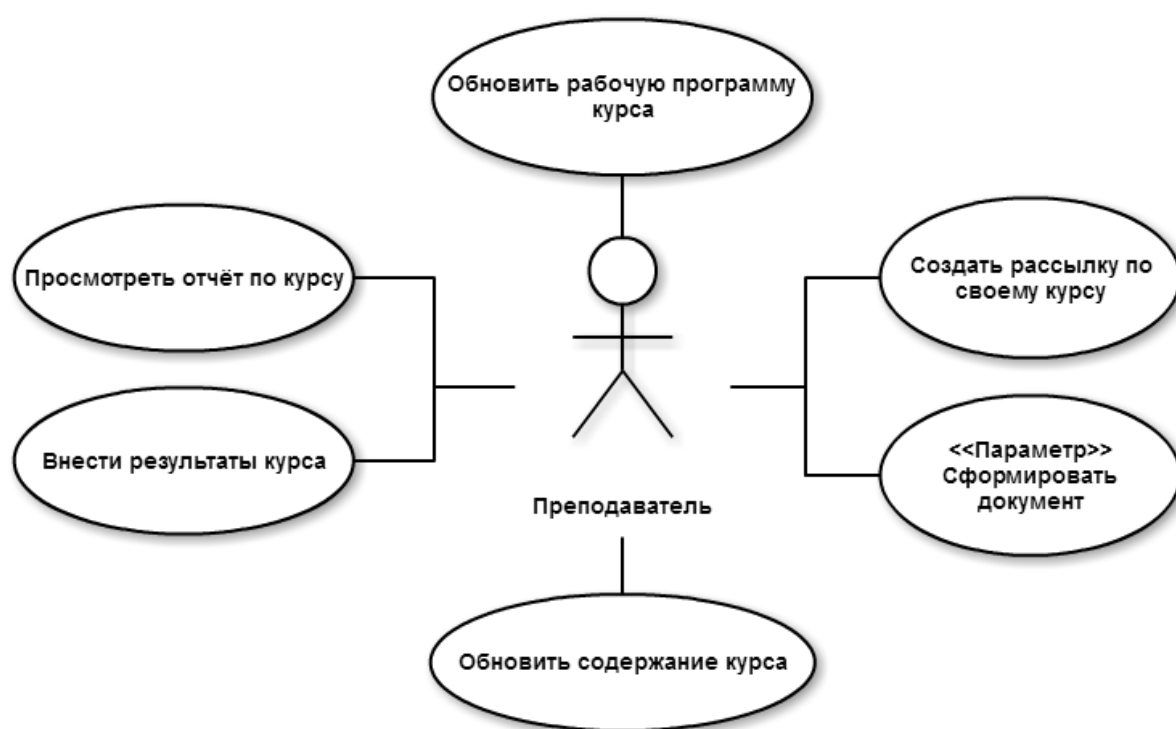 Обновить рабочую программу
курса
Просмотреть отчёт по курсу
Создать рассылку по
своему курсу
Внести результаты курса
<<Параметр>>
Сформировать
документ
Преподаватель
Обновить содержание курса